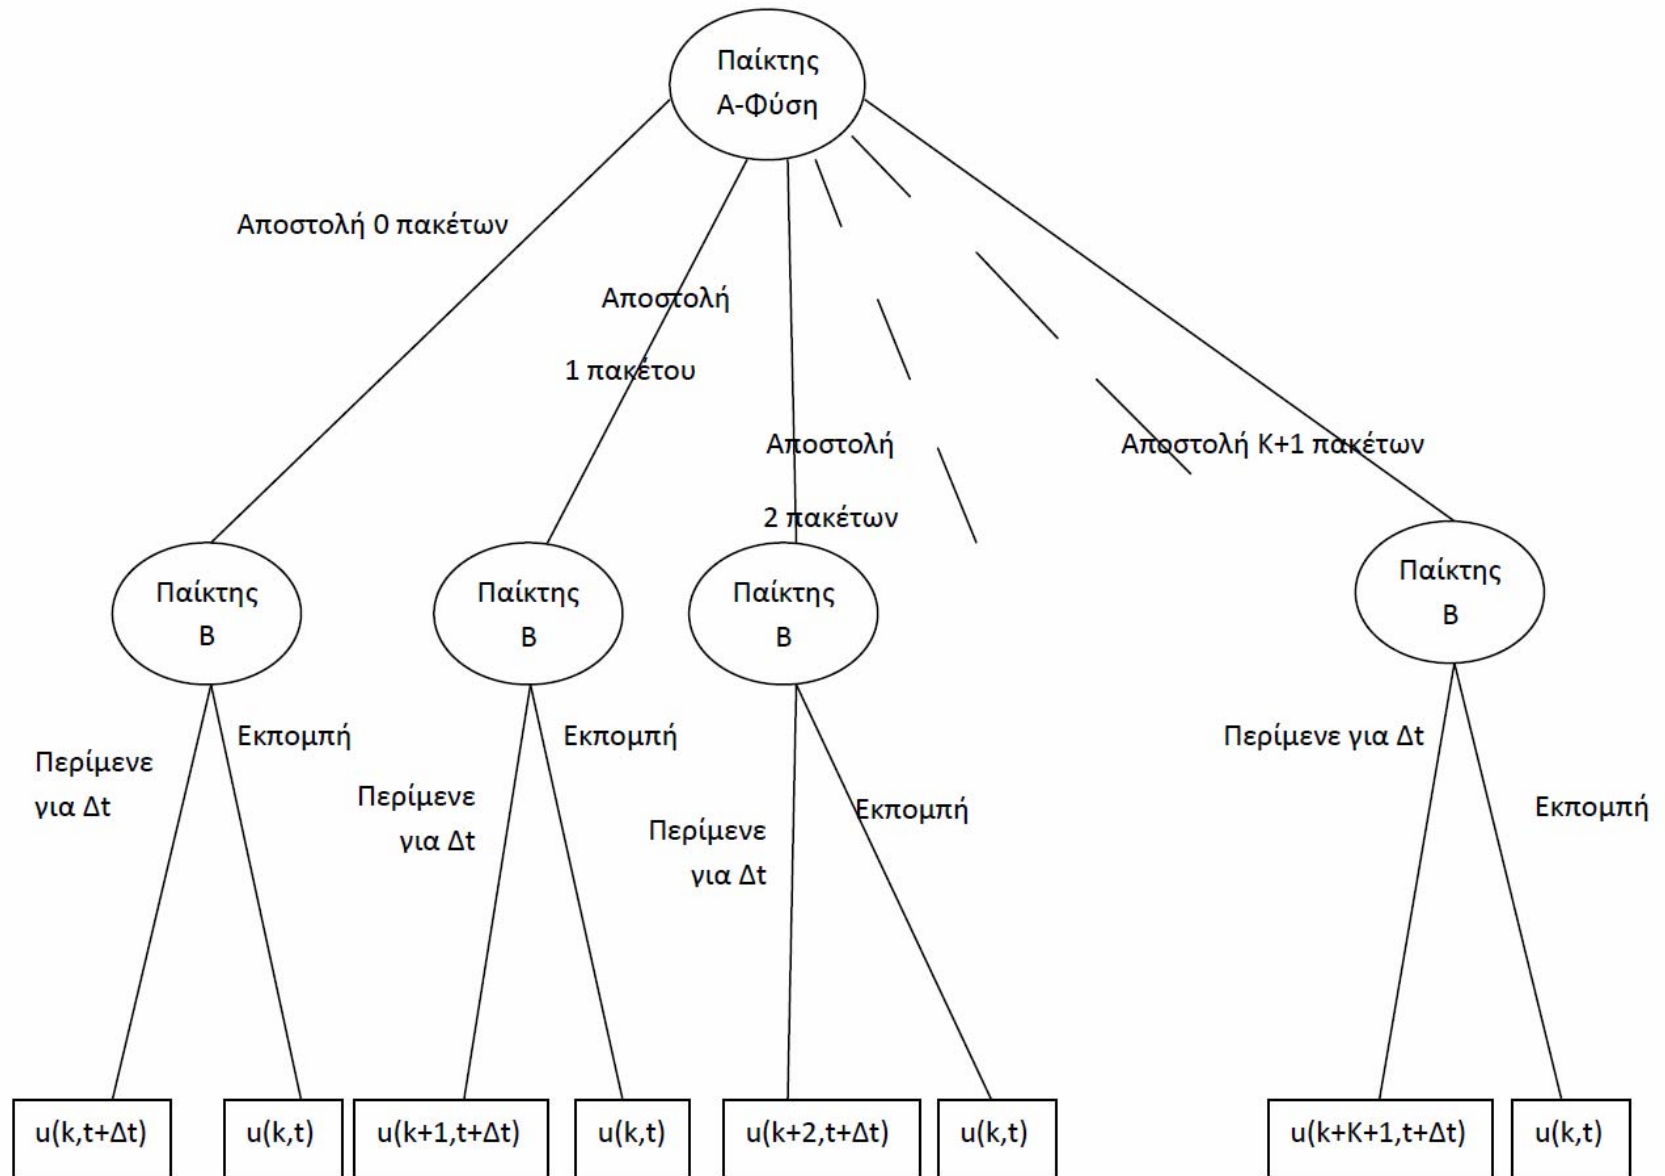 Παίκτης
Α-Φύση
Αποστολή 0 πακέτων
Αποστολή
1 πακέτου
Αποστολή
2 πακέτων
Αποστολή Κ+1 πακέτων
Παίκτης
Β
Παίκτης
Β
Παίκτης
Β
Παίκτης
Β
Περίμενε
για Δt
Εκπομπή
Περίμενε
για Δt
Εκπομπή
Περίμενε
για Δt
Εκπομπή
Περίμενε για Δt
Εκπομπή
u(k,t+Δt)
u(k,t)
u(k+1,t+Δt)
u(k,t)
u(k+2,t+Δt)
u(k,t)
u(k+K+1,t+Δt)
u(k,t)